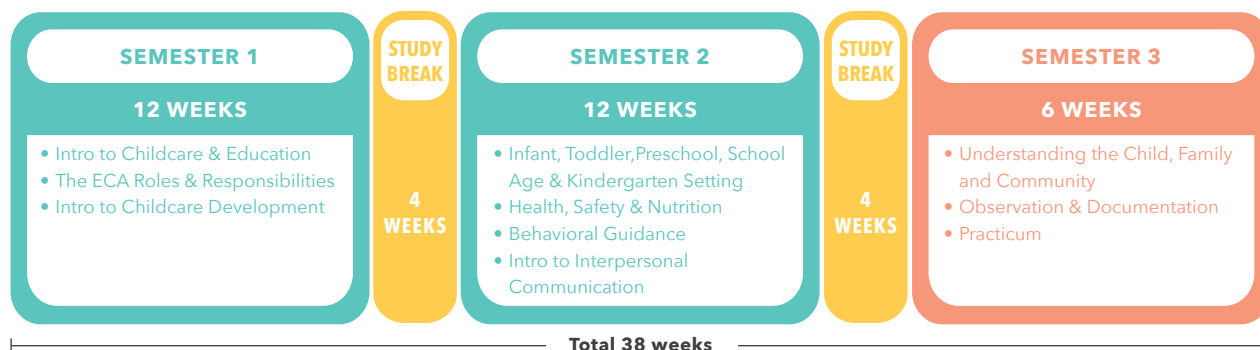 SEMESTER 1
12 WEEKS
• Intro to Childcare & Education
• The ECA Roles & Responsibilities
• Intro to Childcare Development
STUDY
BREAK
4
WEEKS
SEMESTER 2
12 WEEKS
• Infant, Toddler,Preschool, School
Age & Kindergarten Setting
• Health, Safety & Nutrition
• Behavioral Guidance
• Intro to Interpersonal
Communication
STUDY
BREAK
4
WEEKS
SEMESTER 3
6 WEEKS
• Understanding the Child, Family
and Community
• Observation & Documentation
• Practicum
Total 38 weeks